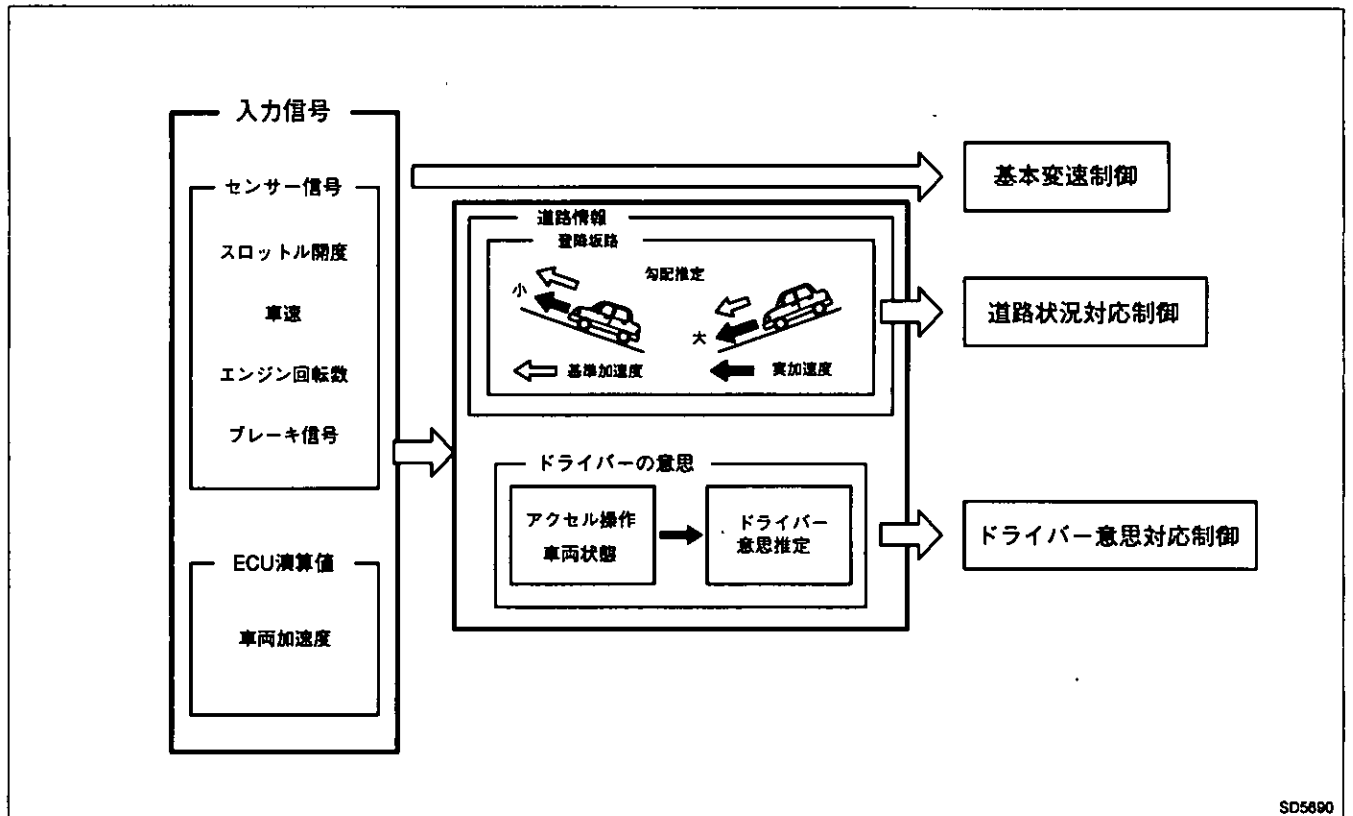 入力信号
センサー信号
スロットル開度
車速
エンジン回転数
ブレーキ信号
ECU演算値
車両加速度
道路情報
登降坂路
勾配推定
小
大
基準加速度
実加速度
ドライバーの意思
アクセル操作
車両状態
ドライバー
意思推定
基本変速制御
道路状況対応制御
ドライバー意思対応制御
SD5690